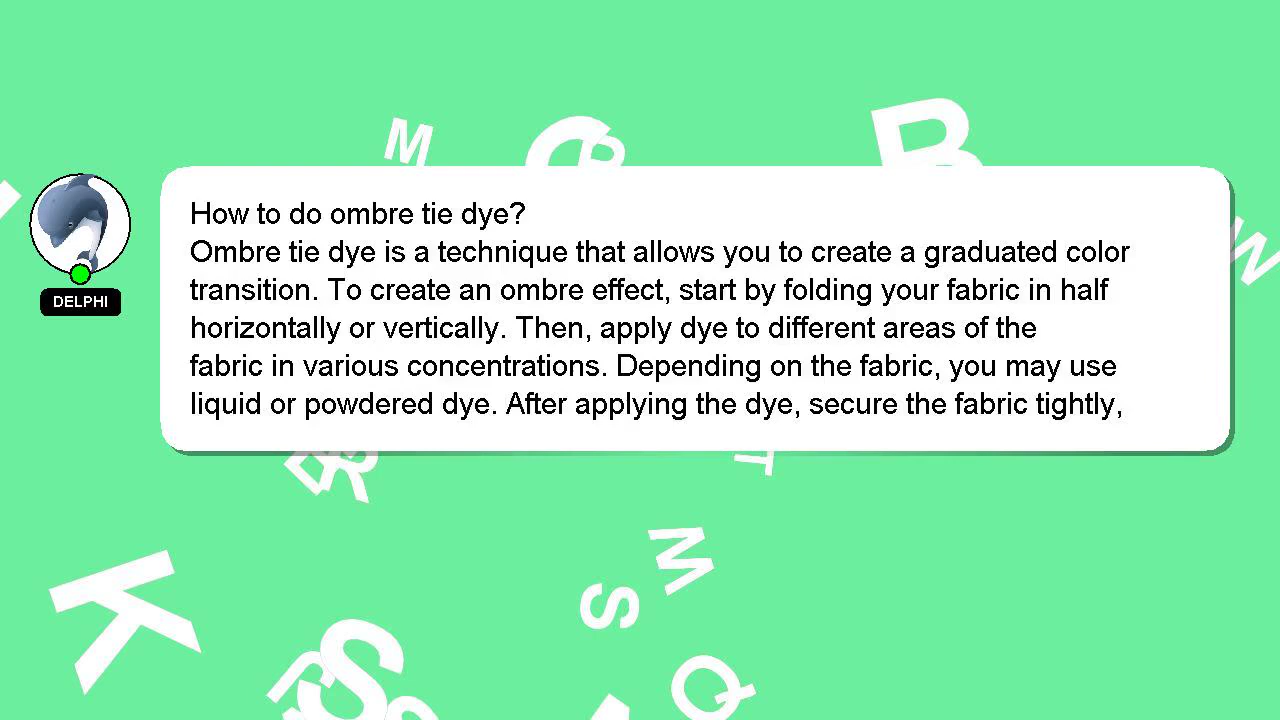 M
C
P
B
W
How to do ombre tie dye?
Ombre tie dye is a technique that allows you to create a graduated color
transition. To create an ombre effect, start by folding your fabric in half
horizontally or vertically. Then, apply dye to different areas of the
fabric in various concentrations. Depending on the fabric, you may use
liquid or powdered dye. After applying the dye, secure the fabric tightly,
DELPHI
R
T
M
K
S
S
Q